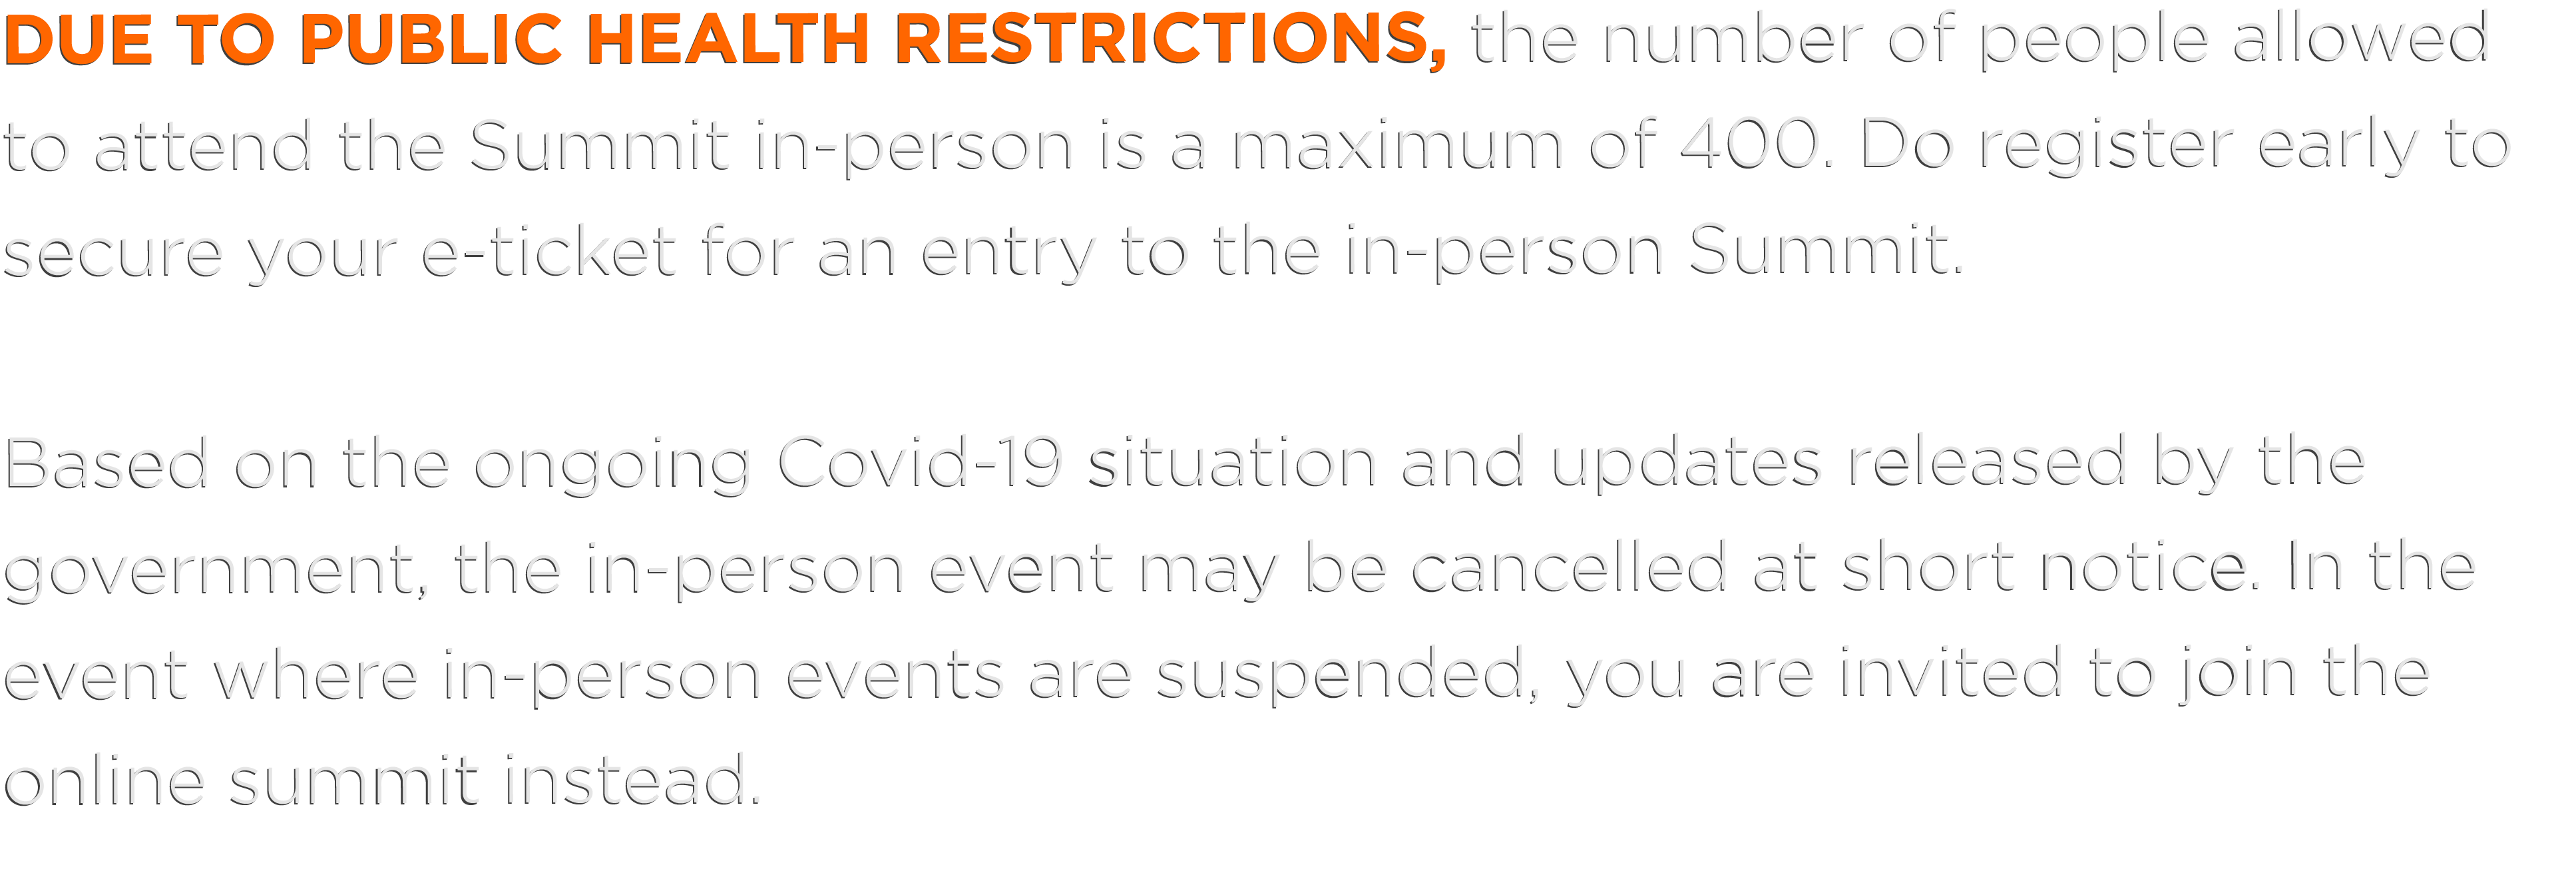 DUE TO PUBLIC HEALTH RESTRICTIONS, the number of people allowed
to attend the Summit in-person is a maximum of 400. Do register early to
secure your e-ticket for an entry to the in-person Summit.
Based on the ongoing Covid-19 situation and updates released by the
government, the in-person event may be cancelled at short notice. In the
event where in-person events are suspended, you are invited to join the
online summit instead.